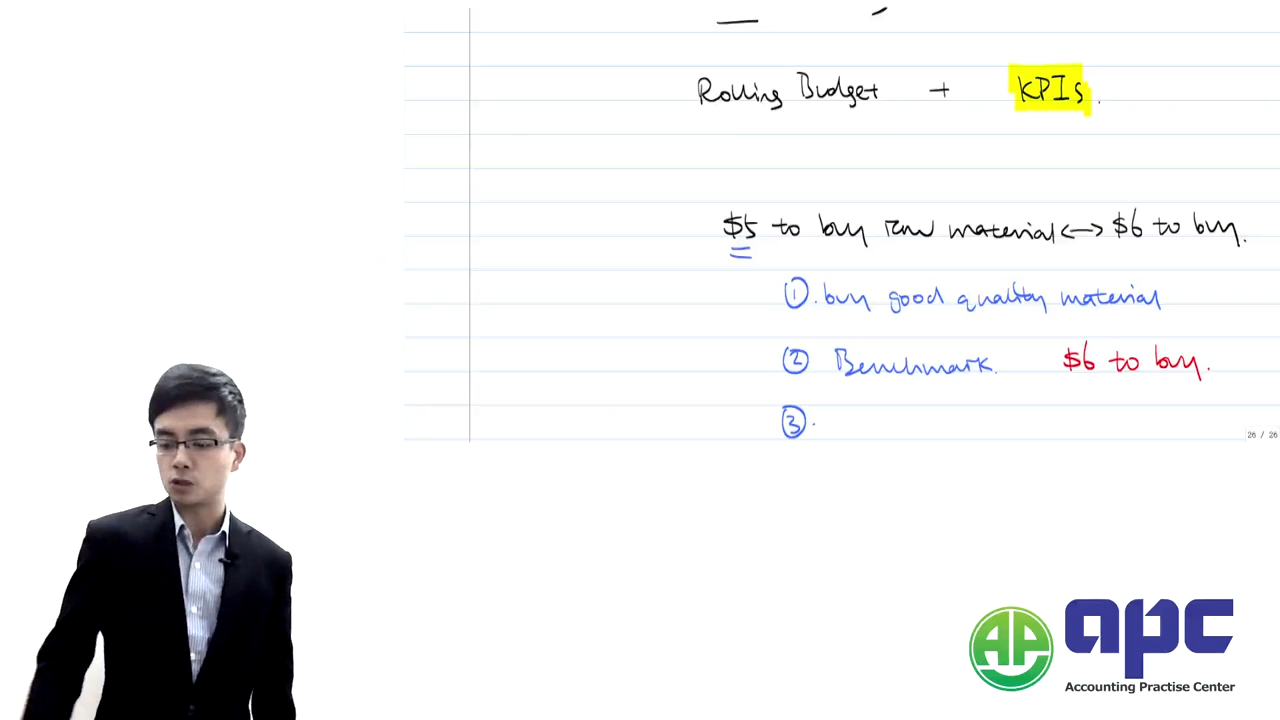 Rolling Budget + KPIs.
$5 to buy raw material <-> $6 to buy.
①. buy good quality material
② Benchmark. $6 to buy.
③.
26 / 26
AP
apc
Accounting Practise Center